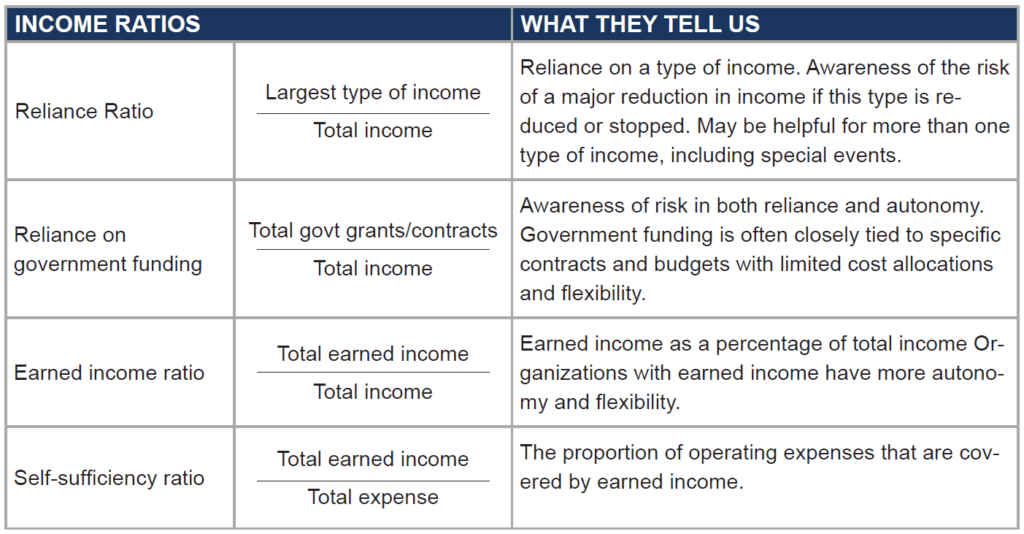 INCOME RATIOS
WHAT THEY TELL US
Reliance Ratio
Largest type of income
Total income
Reliance on a type of income. Awareness of the risk
of a major reduction in income if this type is re-
duced or stopped. May be helpful for more than one
type of income, including special events.
Reliance on
government funding
Total govt grants/contracts
Total income
Awareness of risk in both reliance and autonomy.
Government funding is often closely tied to specific
contracts and budgets with limited cost allocations
and flexibility.
Earned income ratio
Total earned income
Total income
Earned income as a percentage of total income Or-
ganizations with earned income have more autono-
my and flexibility.
Self-sufficiency ratio
Total earned income
Total expense
The proportion of operating expenses that are cov-
ered by earned income.